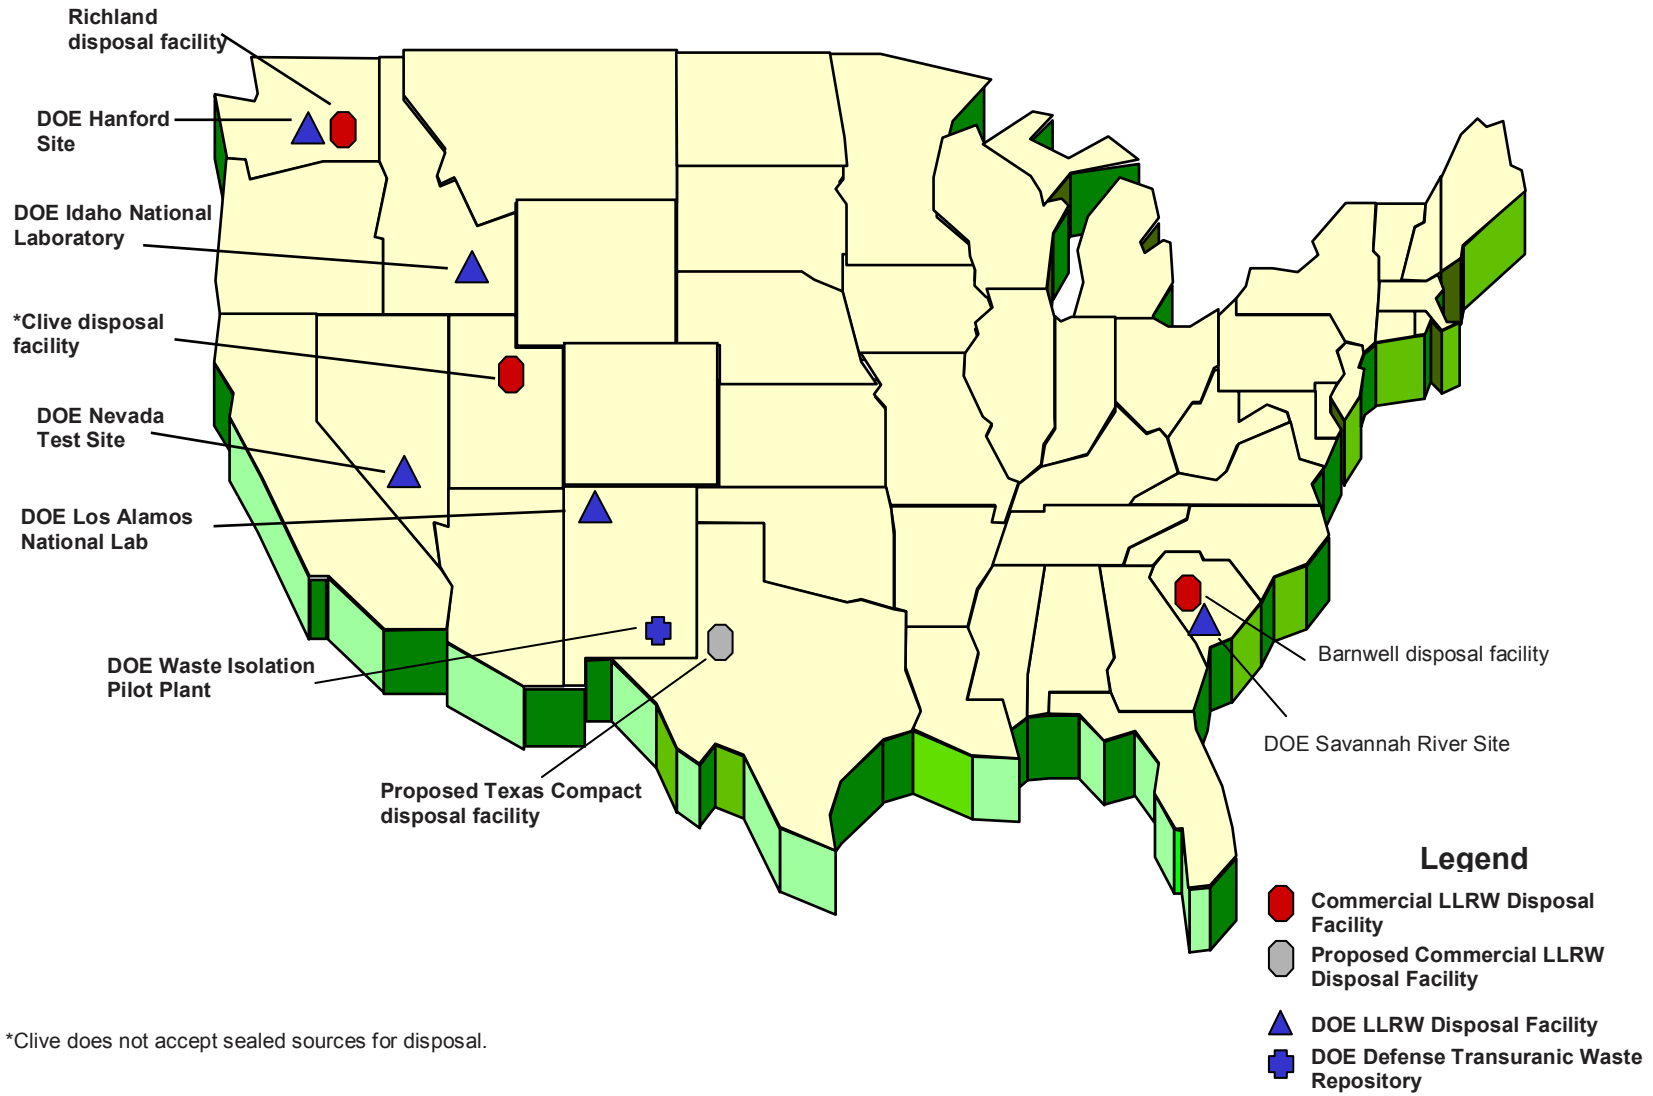 Richland
disposal facility
DOE Hanford
Site
DOE Idaho National
Laboratory
*Clive disposal
facility
DOE Nevada
Test Site
DOE Los Alamos
National Lab
DOE Waste Isolation
Pilot Plant
Proposed Texas Compact
disposal facility
Barnwell disposal facility
DOE Savannah River Site
Legend
Commercial LLRW Disposal
Facility
Proposed Commercial LLRW
Disposal Facility
DOE LLRW Disposal Facility
DOE Defense Transuranic Waste
Repository
*Clive does not accept sealed sources for disposal.